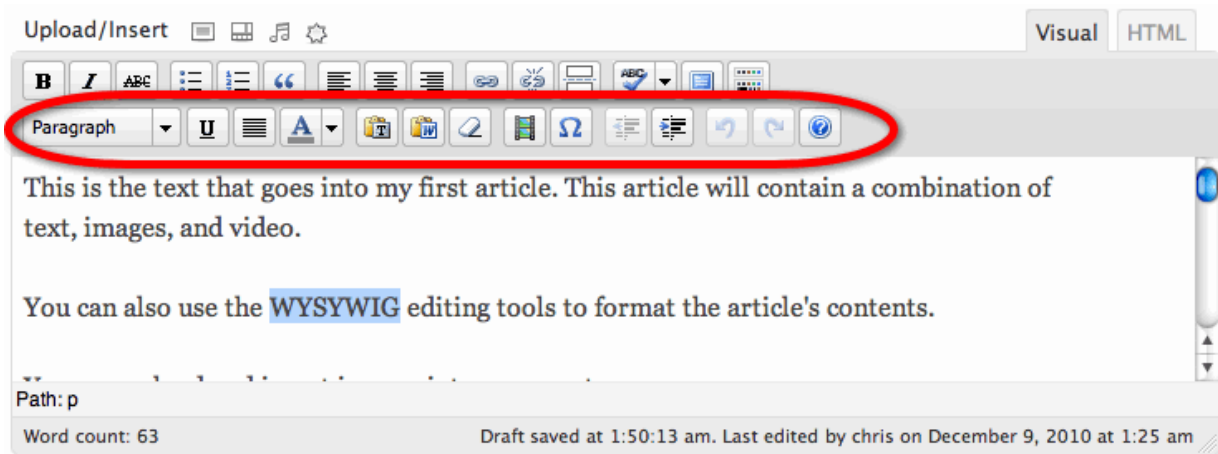 Upload/Insert Visual HTML
B I ABC ABC
Paragraph U A T W Ω ?
This is the text that goes into my first article. This article will contain a combination of
text, images, and video.
You can also use the WYSYWIG editing tools to format the article's contents.
Path: p
Word count: 63 Draft saved at 1:50:13 am. Last edited by chris on December 9, 2010 at 1:25 am